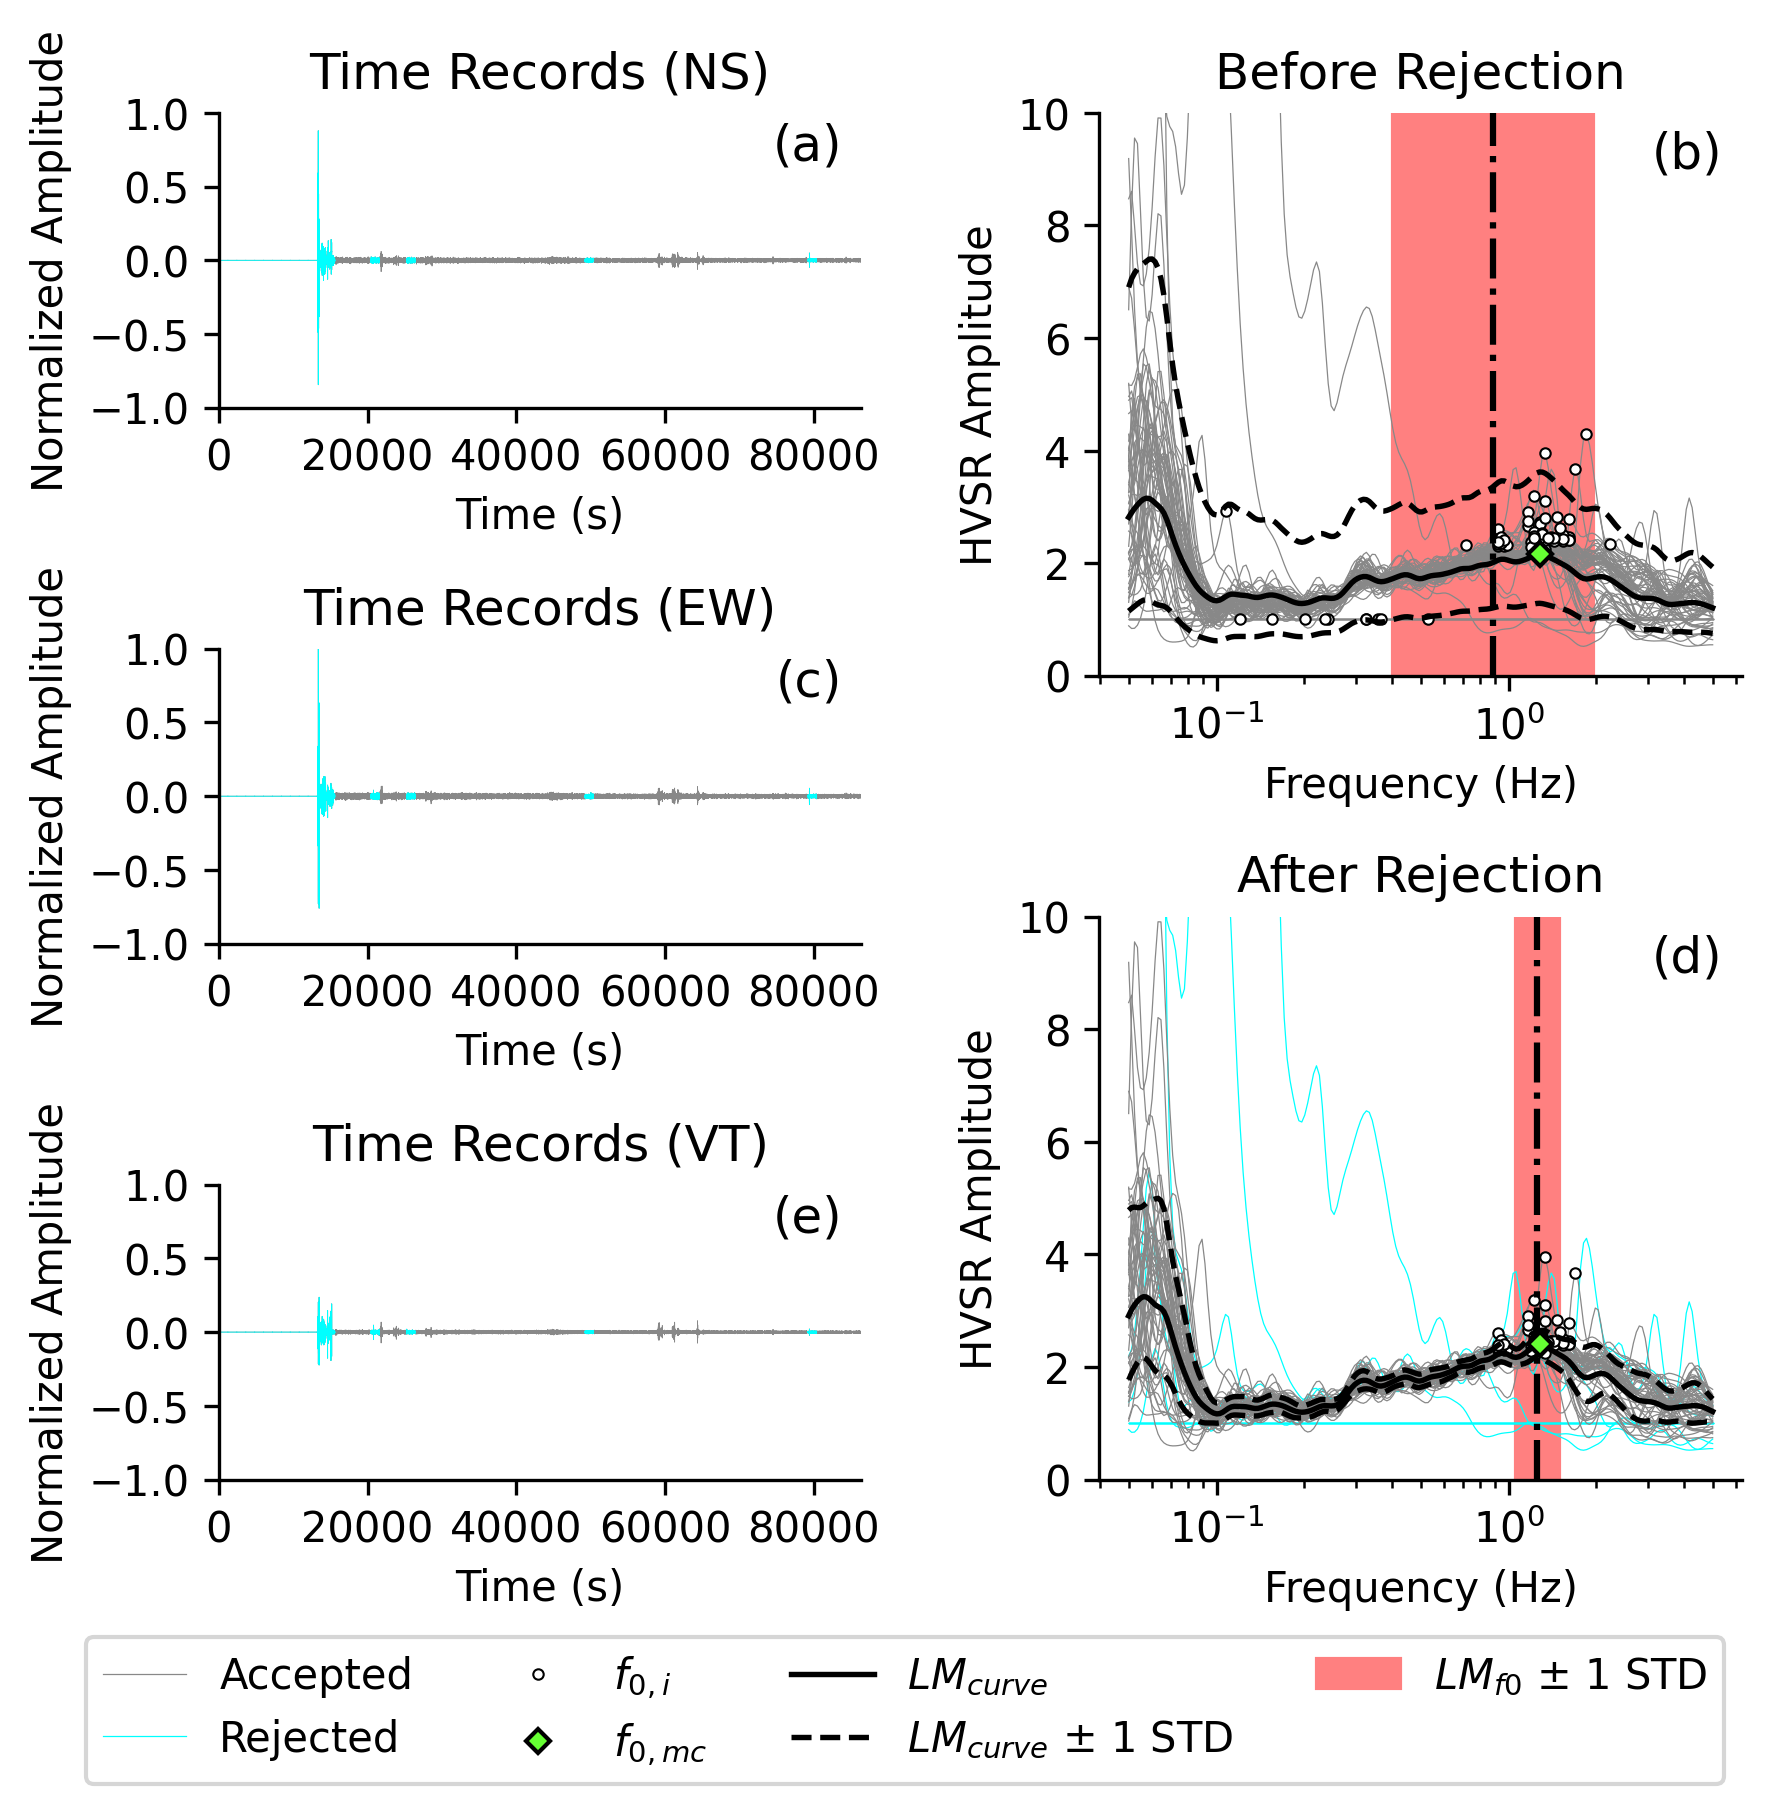 Time Records (NS)
(a)
Normalized Amplitude
1.0
0.5
0.0
−0.5
−1.0
0 20000 40000 60000 80000
Time (s)
Before Rejection
(b)
HVSR Amplitude
10
8
6
4
2
0
10⁻¹ 10⁰
Frequency (Hz)
Time Records (EW)
(c)
Normalized Amplitude
1.0
0.5
0.0
−0.5
−1.0
0 20000 40000 60000 80000
Time (s)
After Rejection
(d)
HVSR Amplitude
10
8
6
4
2
0
10⁻¹ 10⁰
Frequency (Hz)
Time Records (VT)
(e)
Normalized Amplitude
1.0
0.5
0.0
−0.5
−1.0
0 20000 40000 60000 80000
Time (s)
Accepted
Rejected
f0,i
f0,mc
LMcurve
LMcurve ± 1 STD
LMf0 ± 1 STD